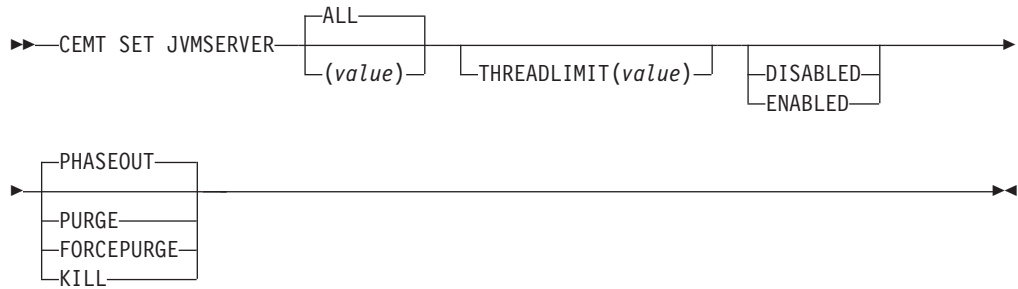 ALL
CEMT SET JVMSERVER (value) THREADLIMIT(value) DISABLED
ENABLED
PHASEOUT
PURGE
FORCEPURGE
KILL